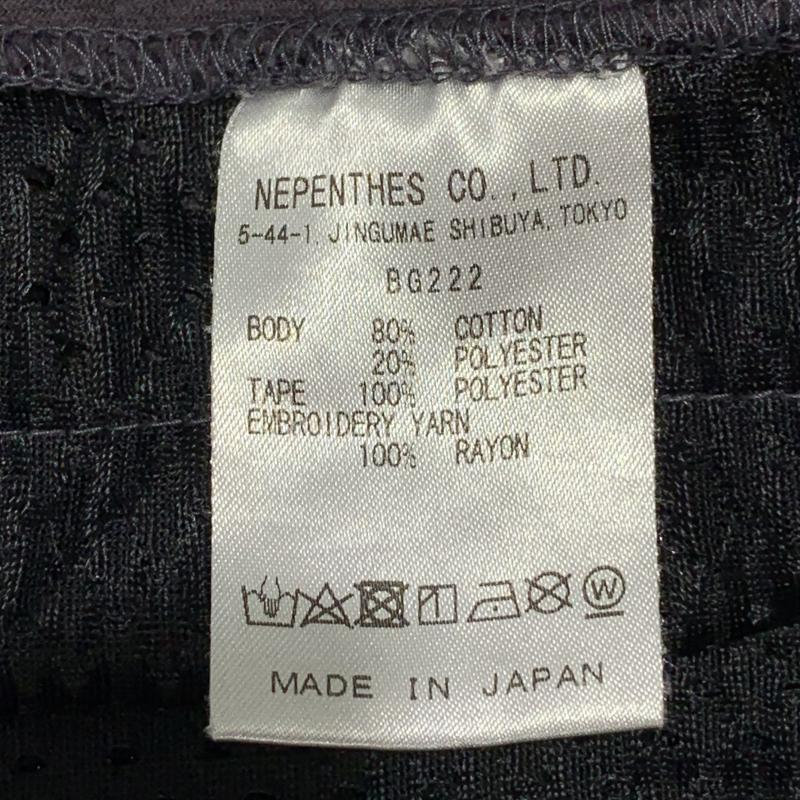 NEPENTHES CO., LTD.
5-44-1, JINGUMAE SHIBUYA, TOKYO
BG222
BODY 80% COTTON
20% POLYESTER
TAPE 100% POLYESTER
EMBROIDERY YARN
100% RAYON
W
MADE IN JAPAN